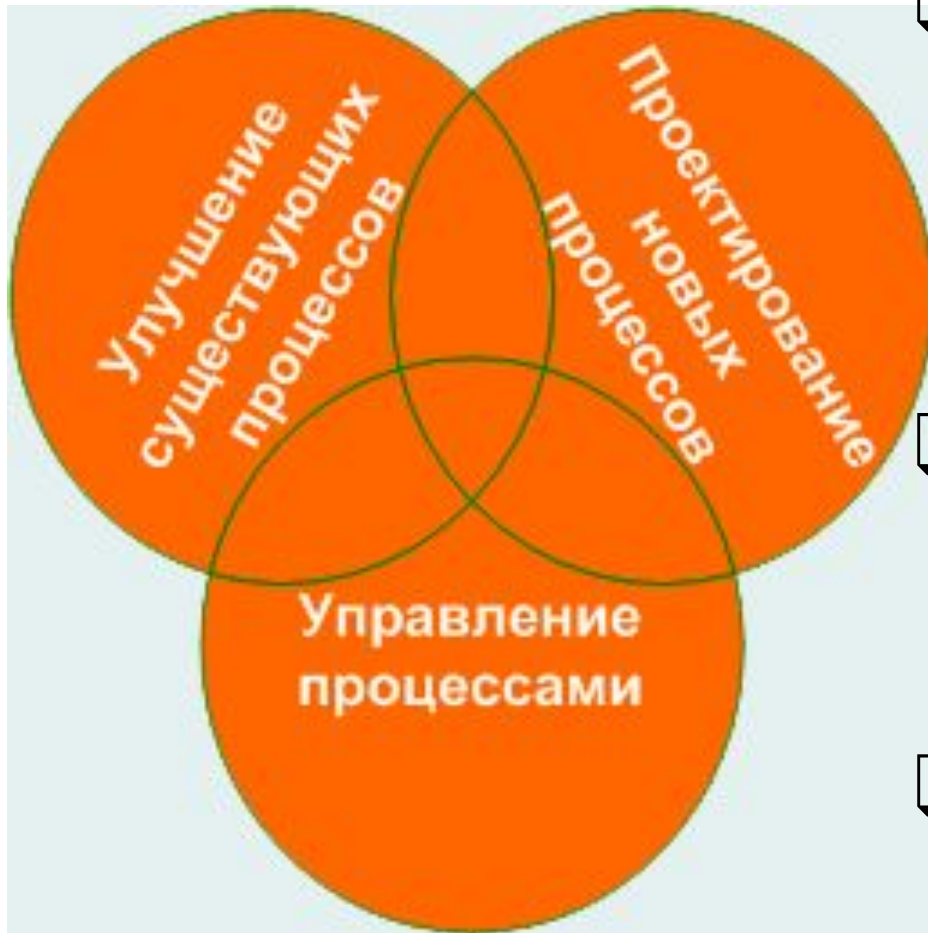 Улучшение
существующих
процессов
Проектирование
новых
процессов
Управление
процессами